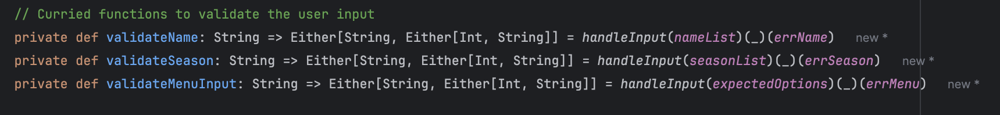 // Curried functions to validate the user input
private def validateName: String => Either[String, Either[Int, String]] = handleInput(nameList)(_)(errName) new *
private def validateSeason: String => Either[String, Either[Int, String]] = handleInput(seasonList)(_)(errSeason) new *
private def validateMenuInput: String => Either[String, Either[Int, String]] = handleInput(expectedOptions)(_)(errMenu) new *